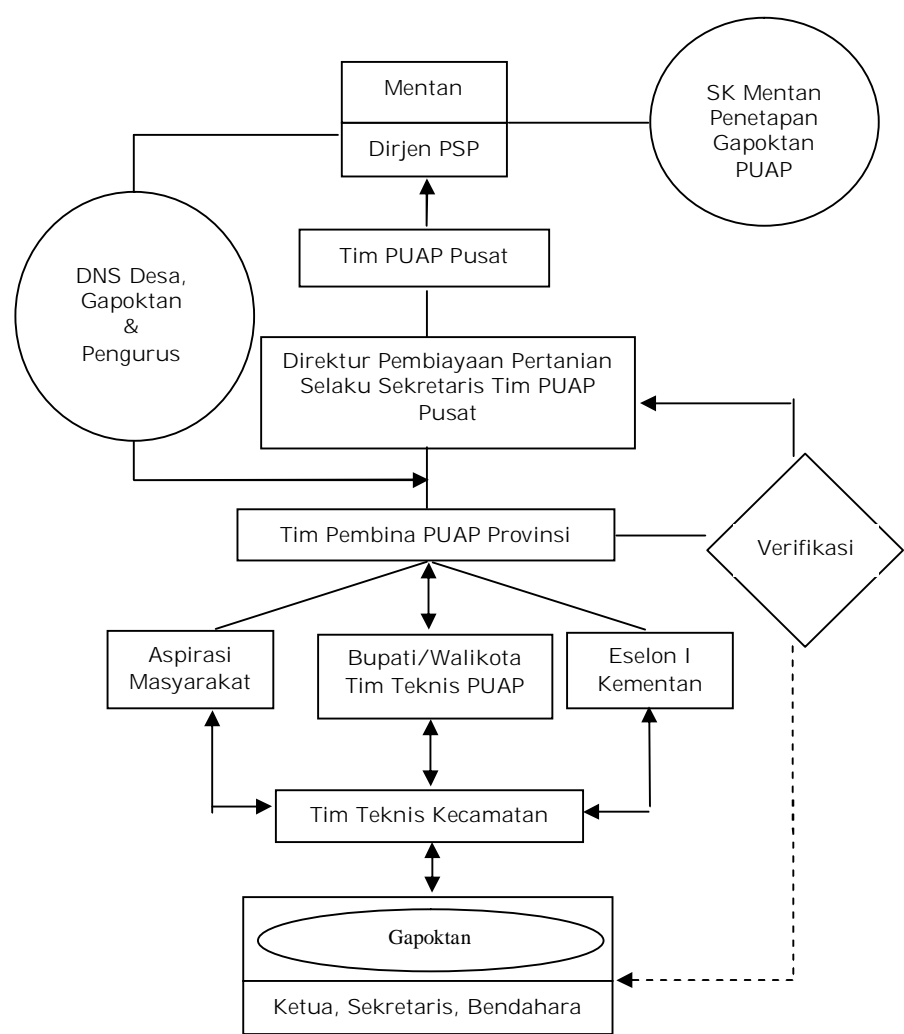 Mentan
Dirjen PSP
SK Mentan
Penetapan
Gapoktan
PUAP
Tim PUAP Pusat
DNS Desa,
Gapoktan
&
Pengurus
Direktur Pembiayaan Pertanian
Selaku Sekretaris Tim PUAP
Pusat
Tim Pembina PUAP Provinsi
Verifikasi
Aspirasi
Masyarakat
Bupati/Walikota
Tim Teknis PUAP
Eselon I
Kementan
Tim Teknis Kecamatan
Gapoktan
Ketua, Sekretaris, Bendahara